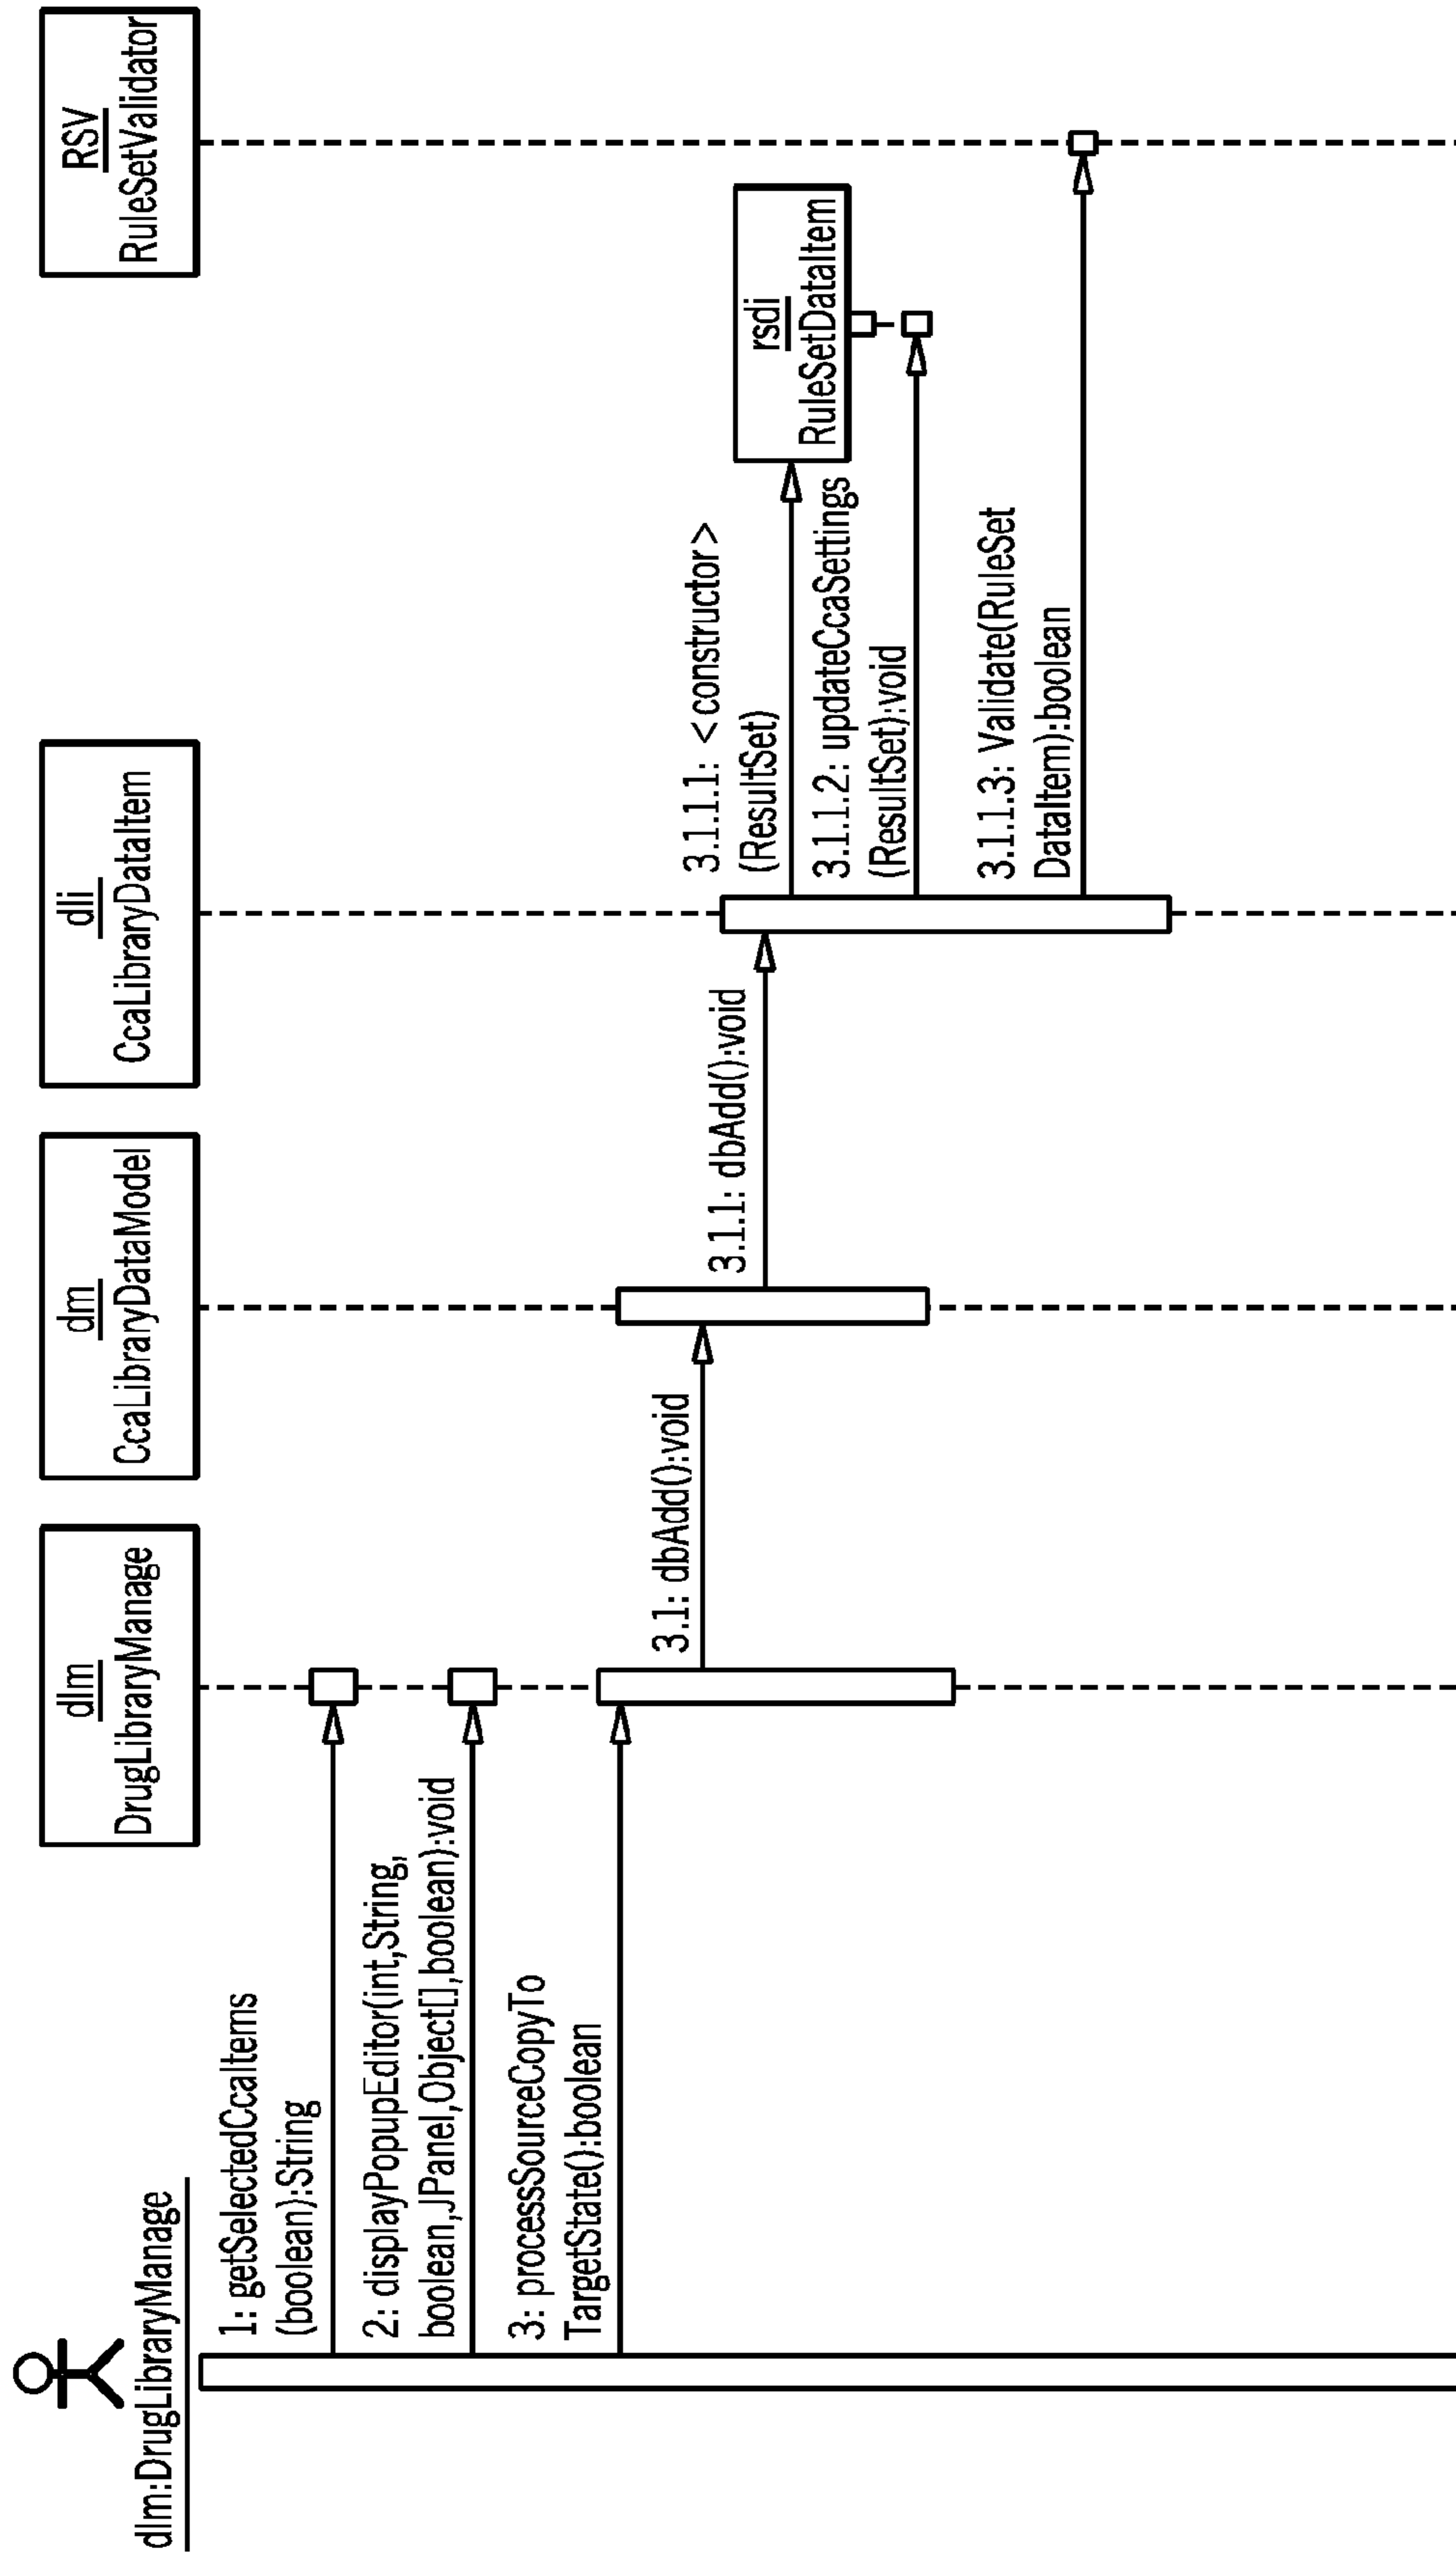 dlm:DrugLibraryManage
dlm
DrugLibraryManage
dm
CcaLibraryDataModel
dli
CcaLibraryDataItem
RSV
RuleSetValidator
1: getSelectedCcaItems
(boolean):String
2: displayPopupEditor(int,String,
boolean,JPanel,Object[],boolean):void
3: processSourceCopyTo
TargetState():boolean
3.1: dbAdd():void
3.1.1: dbAdd():void
3.1.1.1: <constructor>
(ResultSet)
rsdi
RuleSetDataItem
3.1.1.2: updateCcaSettings
(ResultSet):void
3.1.1.3: Validate(RuleSet
DataItem):boolean